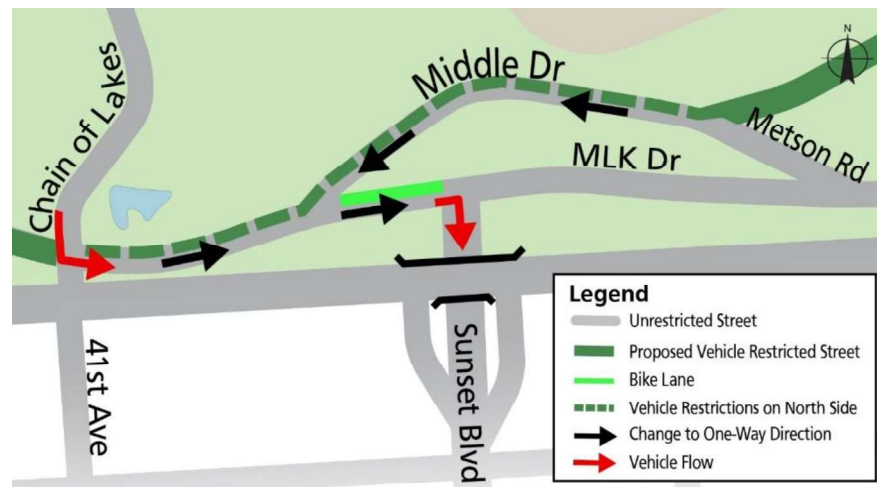 N
Chain of Lakes
Middle Dr
Metson Rd
MLK Dr
41st Ave
Sunset Blvd
Legend
Unrestricted Street
Proposed Vehicle Restricted Street
Bike Lane
Vehicle Restrictions on North Side
Change to One-Way Direction
Vehicle Flow